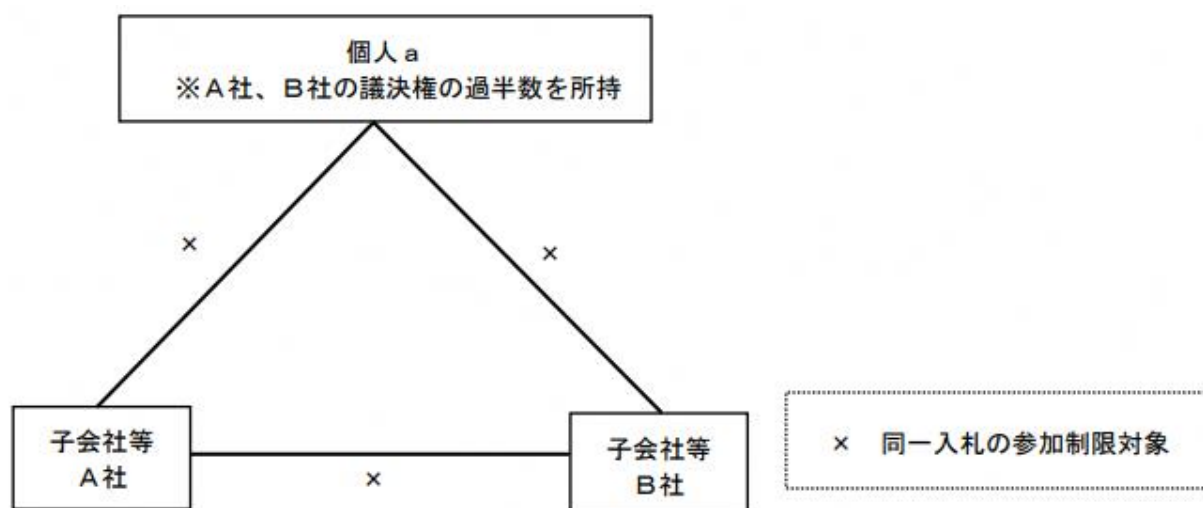 個人a
※A社、B社の議決権の過半数を所持
×
×
子会社等
A社
×
子会社等
B社
× 同一入札の参加制限対象